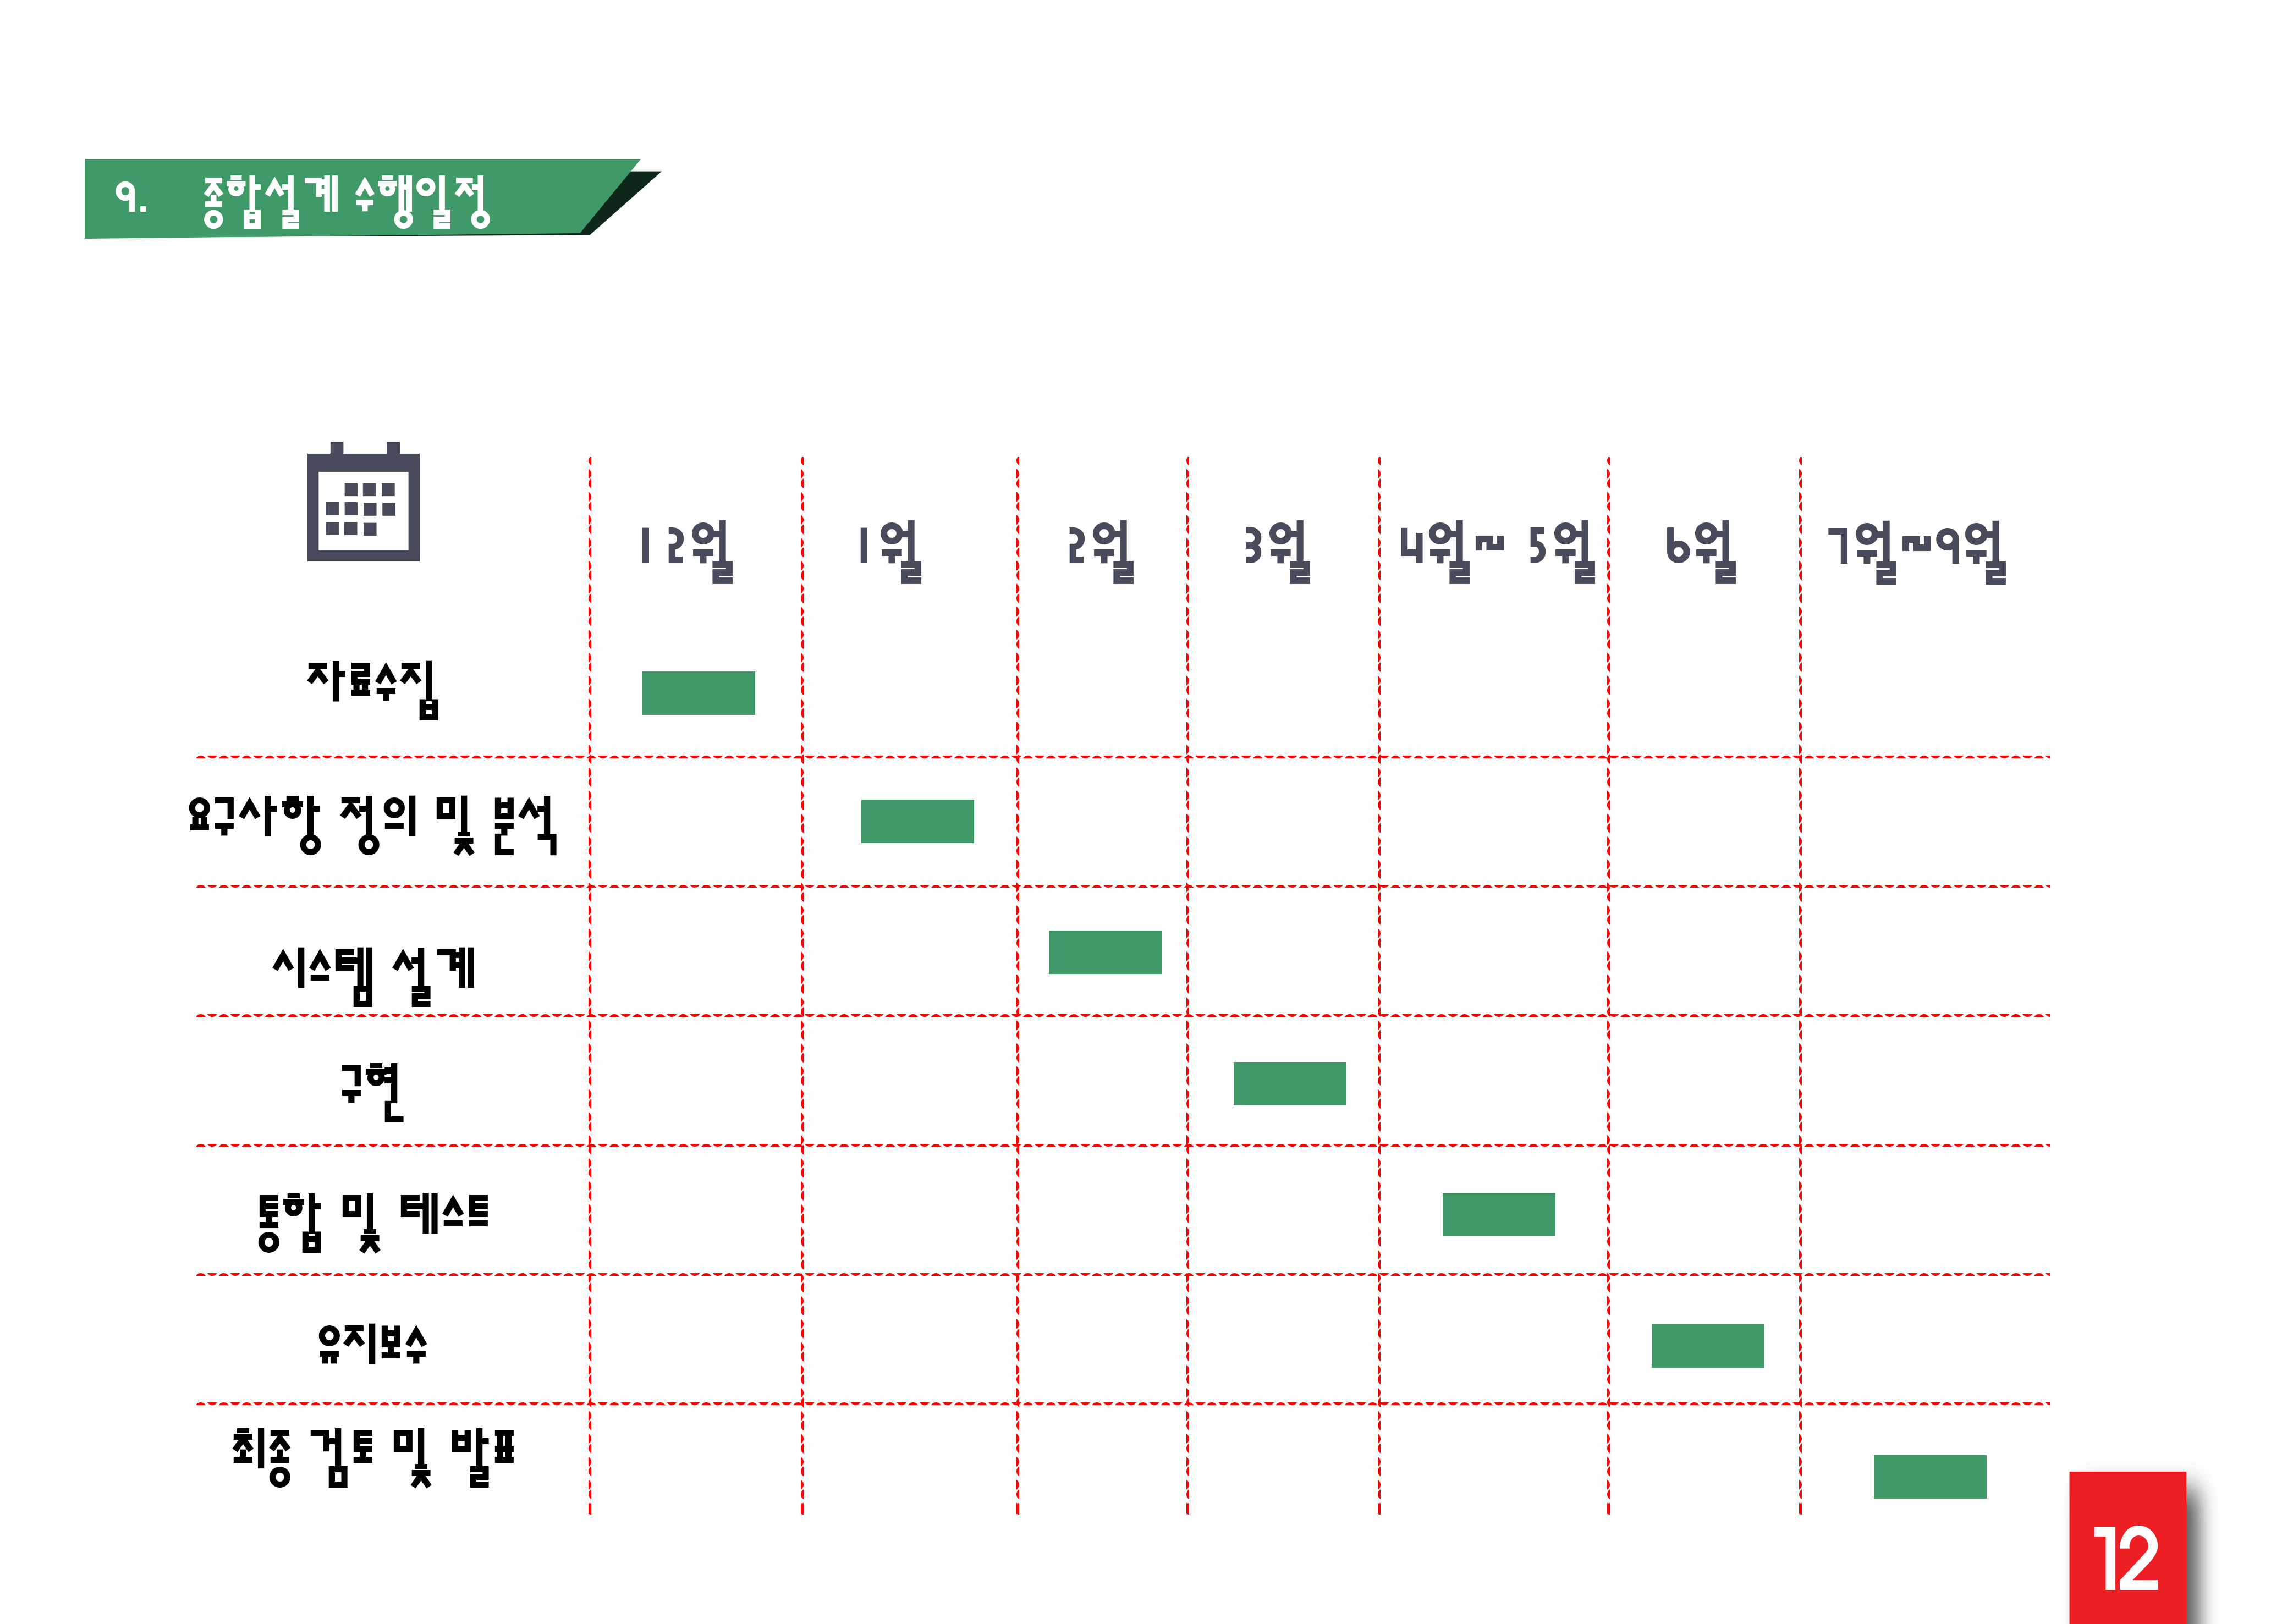 9. 종합설계 수행일정
12월 1월 2월 3월 4월~ 5월 6월 7월~9월
자료수집
요구사항 정의 및 분석
시스템 설계
구현
통합 및 테스트
유지보수
최종 검토 및 발표
12